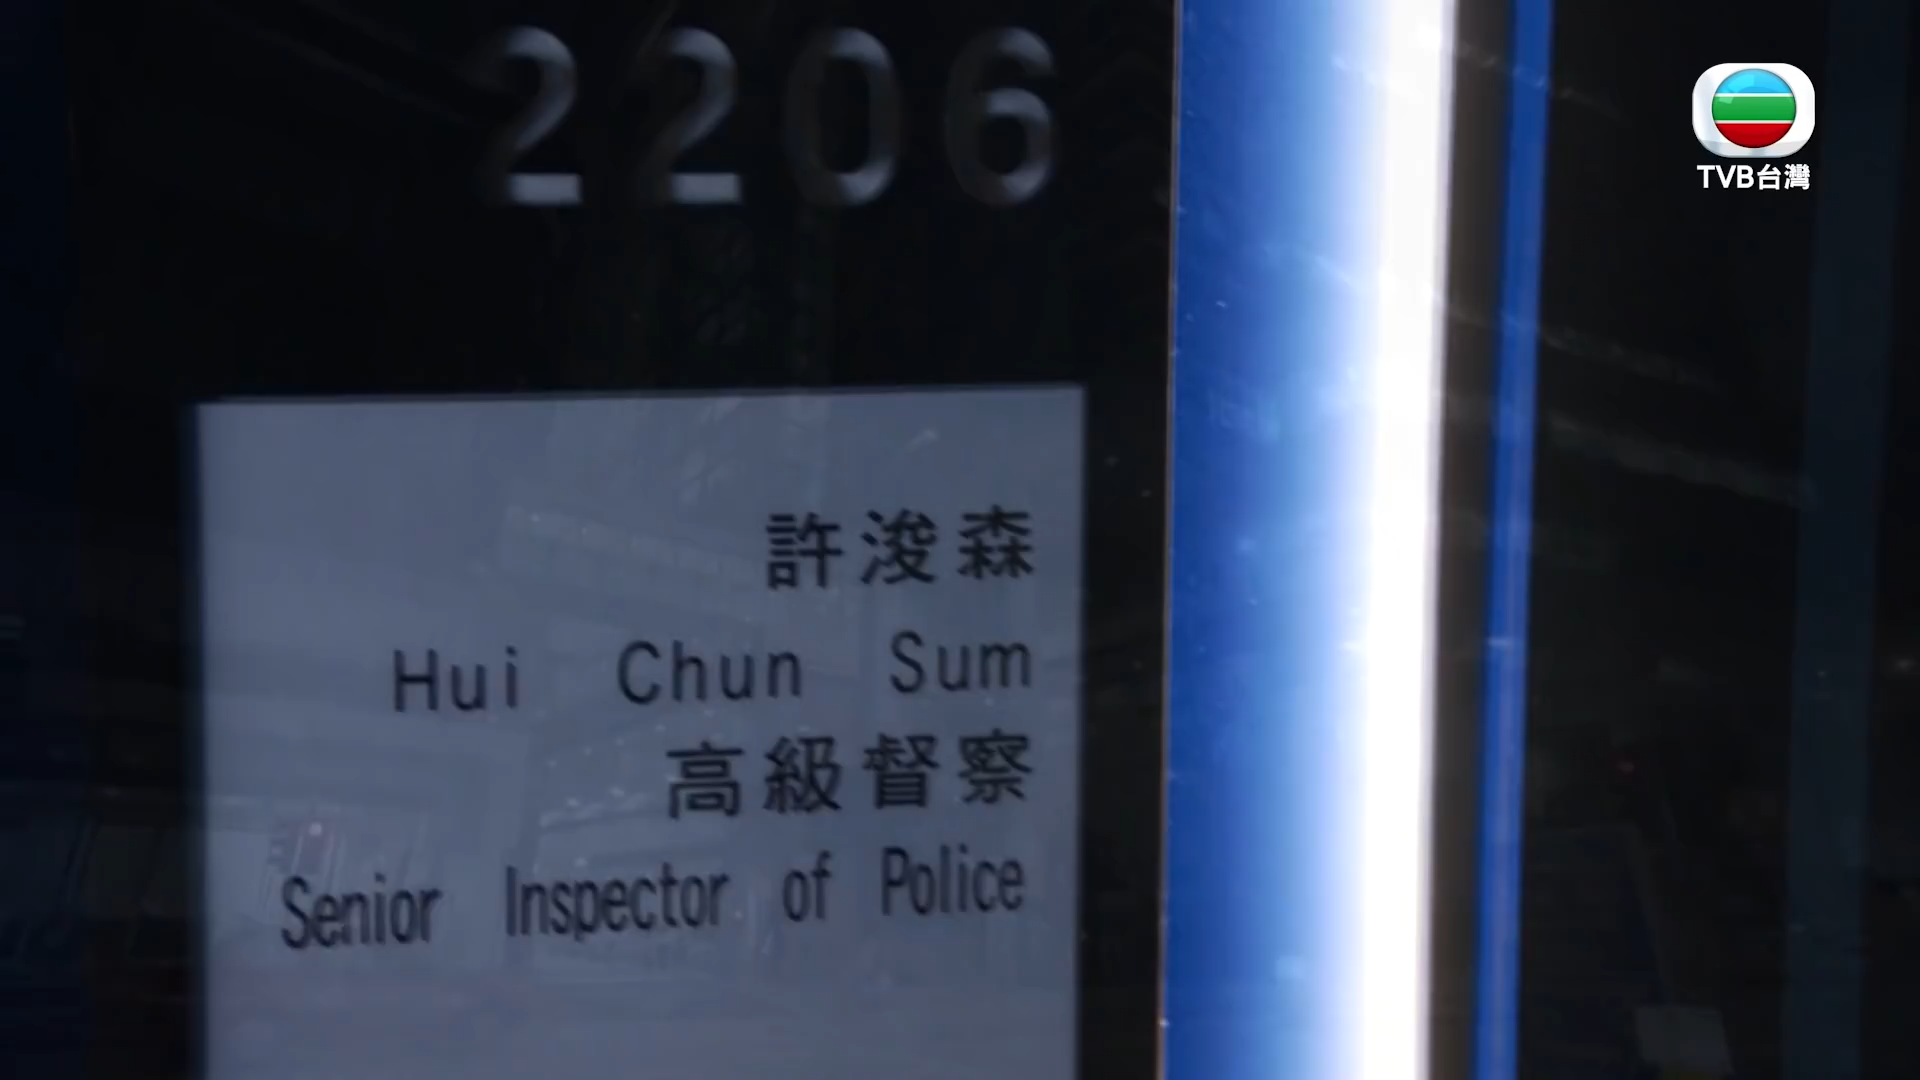 2206
TVB台灣
許浚森
Hui Chun Sum
高級督察
Senior Inspector of Police